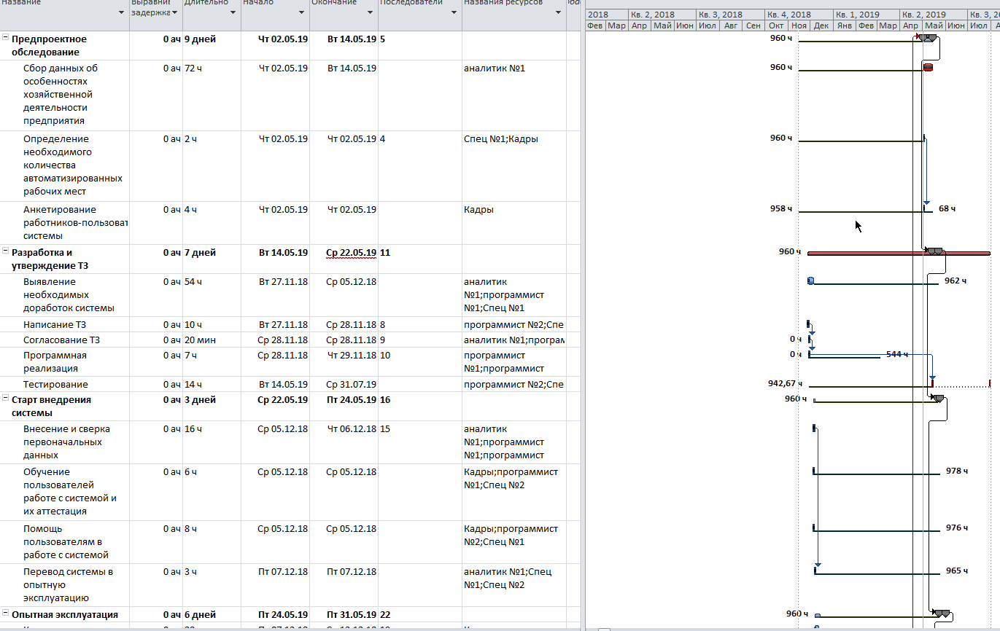 Название Выравнив Длительно Начало Окончание Последователи Названия ресурсов
задержка
2018 Кв. 2, 2018 Кв. 3, 2018 Кв. 4, 2018 Кв. 1, 2019 Кв. 2, 2019 Кв. 3, 20
Фев Мар Апр Май Июн Июл Авг Сен Окт Ноя Дек Янв Фев Мар Апр Май Июн Июл А
Предпроектное 0 ач 9 дней Чт 02.05.19 Вт 14.05.19 5 960 ч
обследование
Сбор данных об 0 ач 72 ч Чт 02.05.19 Вт 14.05.19 аналитик №1 960 ч
особенностях
хозяйственной
деятельности
предприятия
Определение 0 ач 2 ч Чт 02.05.19 Чт 02.05.19 4 Спец №1;Кадры 960 ч
необходимого
количества
автоматизированных
рабочих мест
Анкетирование 0 ач 4 ч Чт 02.05.19 Чт 02.05.19 Кадры 958 ч 68 ч
работников-пользоват
системы
Разработка и 0 ач 7 дней Вт 14.05.19 Ср 22.05.19 11 960 ч
утверждение ТЗ
Выявление 0 ач 54 ч Вт 27.11.18 Ср 05.12.18 аналитик 962 ч
необходимых №1;программист
доработок системы №1;Спец №1
Написание ТЗ 0 ач 10 ч Вт 27.11.18 Ср 28.11.18 8 программист №2;Спе
Согласование ТЗ 0 ач 20 мин Ср 28.11.18 Ср 28.11.18 9 аналитик №1;програм 0 ч
Программная 0 ач 7 ч Ср 28.11.18 Чт 29.11.18 10 программист 0 ч 544 ч
реализация №1;программист
Тестирование 0 ач 14 ч Вт 14.05.19 Ср 31.07.19 программист №2;Спе 942,67 ч
Старт внедрения 0 ач 3 дней Ср 22.05.19 Пт 24.05.19 16 960 ч
системы
Внесение и сверка 0 ач 16 ч Ср 05.12.18 Чт 06.12.18 15 аналитик
первоначальных №1;программист
данных №1;программист
Обучение 0 ач 6 ч Ср 05.12.18 Ср 05.12.18 Кадры;программист 978 ч
пользователей №1;Спец №2
работе с системой и
их аттестация
Помощь 0 ач 8 ч Ср 05.12.18 Ср 05.12.18 Кадры;программист 976 ч
пользователям в №2;Спец №1
работе с системой
Перевод системы в 0 ач 3 ч Пт 07.12.18 Пт 07.12.18 аналитик №1;Спец 965 ч
опытную №1;Спец №2
эксплуатацию
Опытная эксплуатация 0 ач 6 дней Пт 24.05.19 Пт 31.05.19 22 960 ч